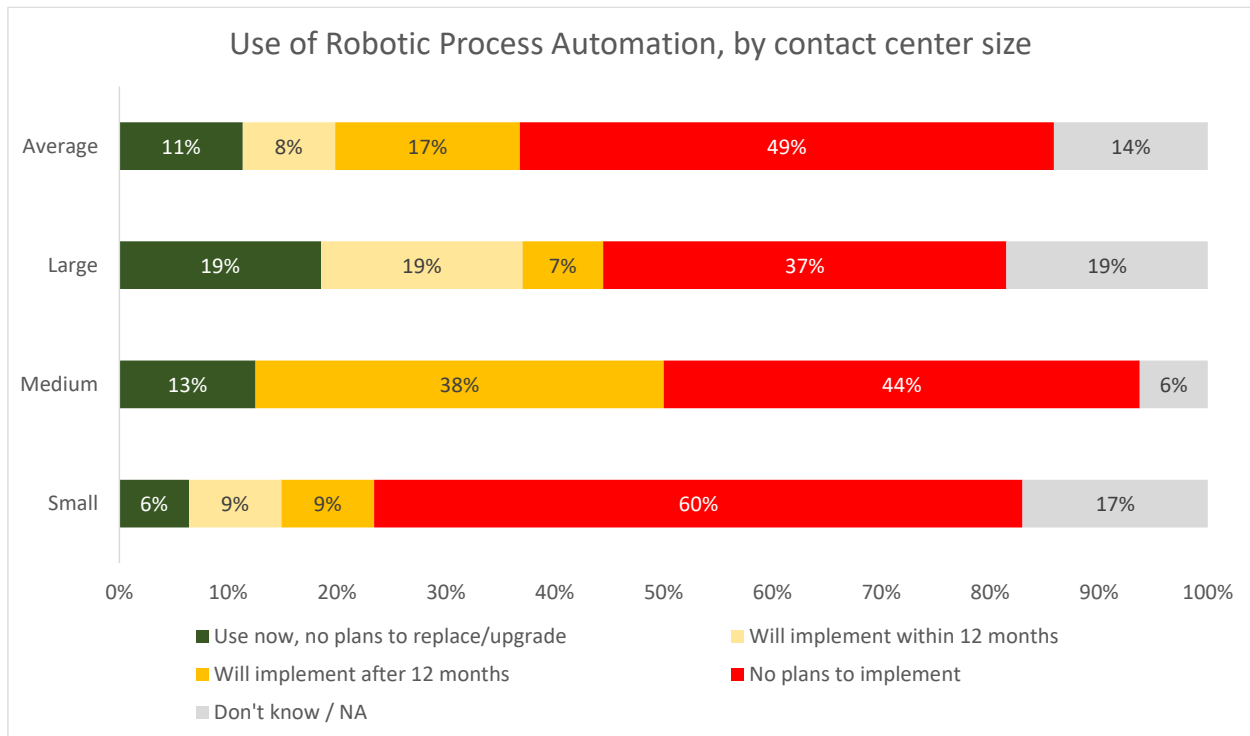 Use of Robotic Process Automation, by contact center size
Average 11% 8% 17% 49% 14%
Large 19% 19% 7% 37% 19%
Medium 13% 38% 44% 6%
Small 6% 9% 9% 60% 17%
0% 10% 20% 30% 40% 50% 60% 70% 80% 90% 100%
Use now, no plans to replace/upgrade Will implement within 12 months
Will implement after 12 months No plans to implement
Don't know / NA